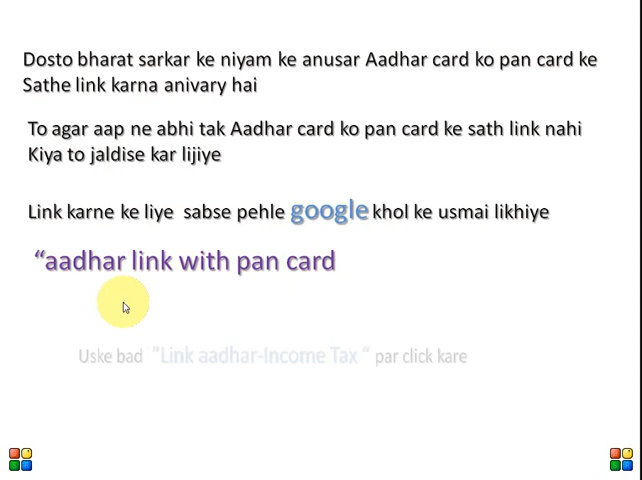 Dosto bharat sarkar ke niyam ke anusar Aadhar card ko pan card ke
Sathe link karna anivary hai
To agar aap ne abhi tak Aadhar card ko pan card ke sath link nahi
Kiya to jaldise kar lijiye
Link karne ke liye sabse pehle google khol ke usmai likhiye
“aadhar link with pan card
Uske bad “Link aadhar-Income Tax “ par click kare